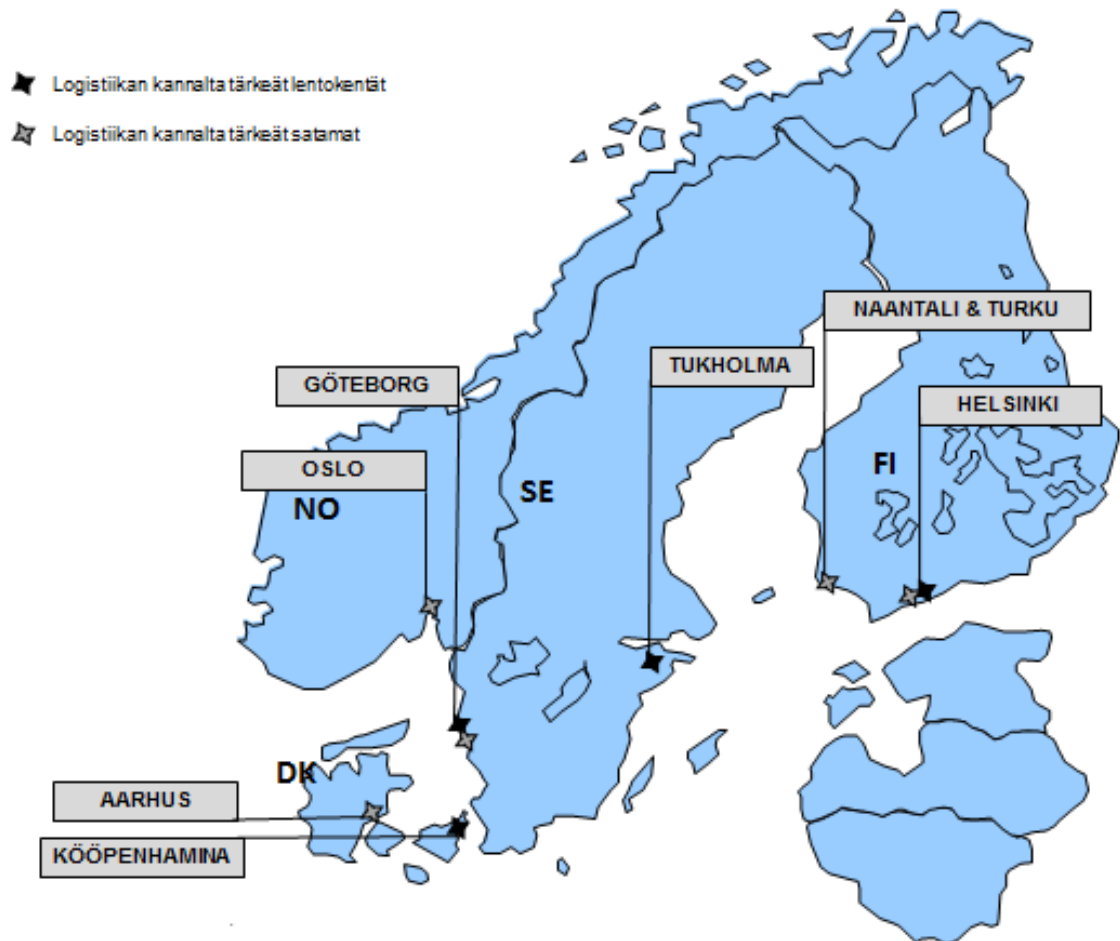 Logistiikan kannalta tärkeät lentokentät
Logistiikan kannalta tärkeät satamat
NAANTALI & TURKU
TUKHOLMA
GÖTEBORG
HELSINKI
OSLO
FI
SE
NO
DK
AARHUS
KÖÖPENHAMINA